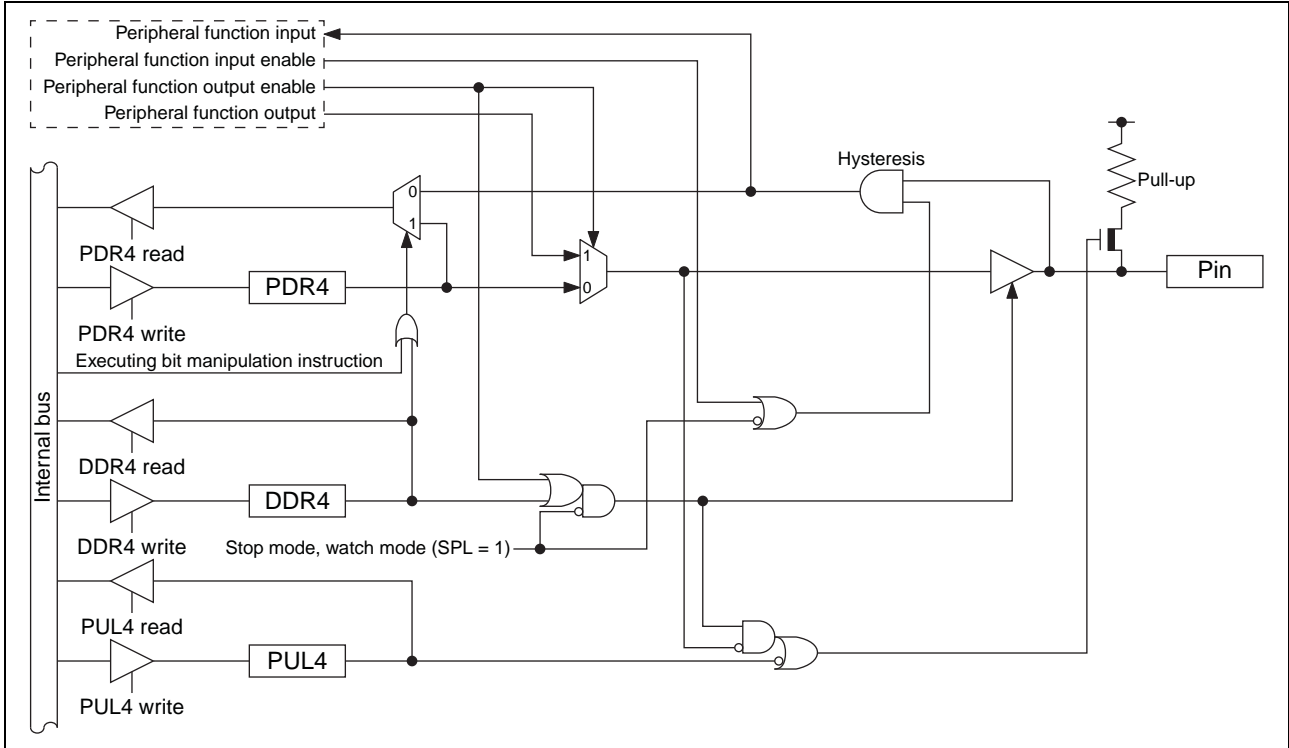 Peripheral function input
Peripheral function input enable
Peripheral function output enable
Peripheral function output
Hysteresis
Pull-up
0
1
PDR4 read
1
0
Pin
PDR4
PDR4 write
Executing bit manipulation instruction
Internal bus
DDR4 read
DDR4
DDR4 write
Stop mode, watch mode (SPL = 1)
PUL4 read
PUL4
PUL4 write